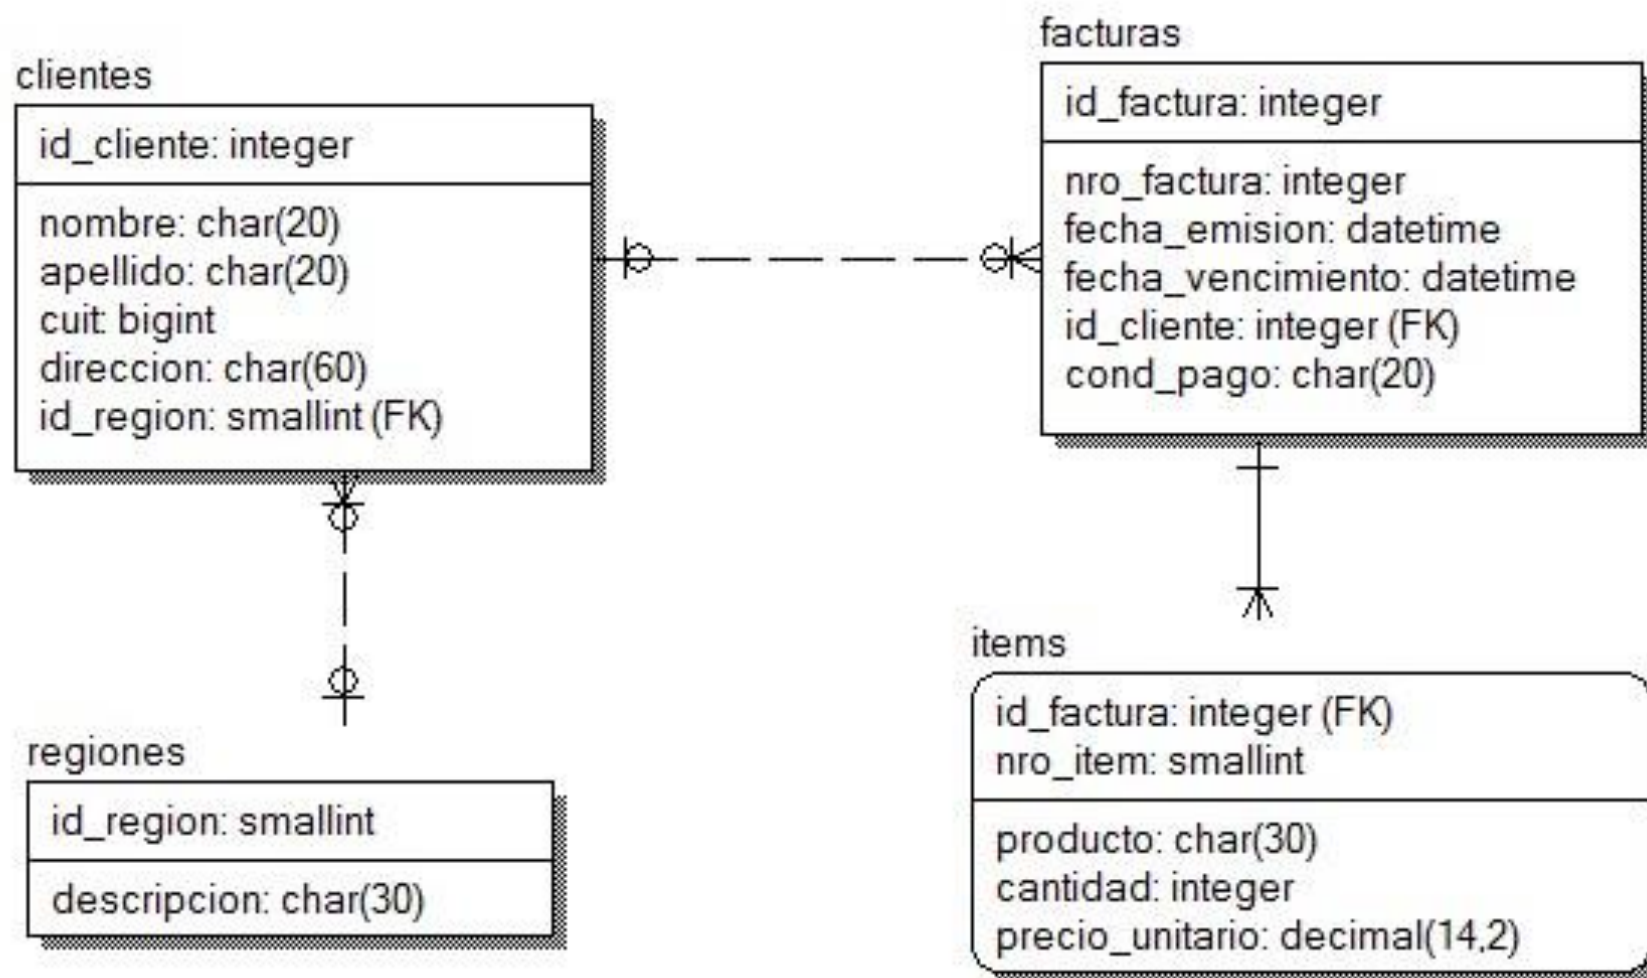 clientes
id_cliente: integer
nombre: char(20)
apellido: char(20)
cuit: bigint
direccion: char(60)
id_region: smallint (FK)
facturas
id_factura: integer
nro_factura: integer
fecha_emision: datetime
fecha_vencimiento: datetime
id_cliente: integer (FK)
cond_pago: char(20)
regiones
id_region: smallint
descripcion: char(30)
items
id_factura: integer (FK)
nro_item: smallint
producto: char(30)
cantidad: integer
precio_unitario: decimal(14,2)